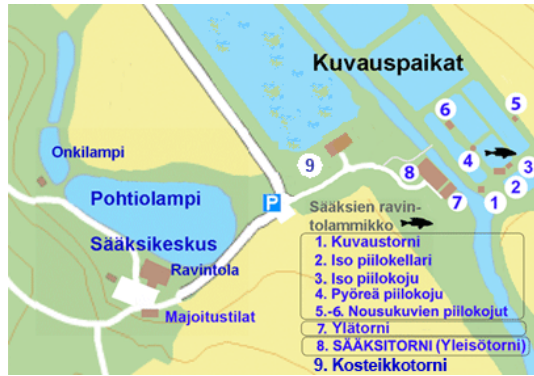 Kuvauspaikat
6
5
Onkilampi
9
4
3
8
2
P
7
1
Pohtiolampi
Sääksikeskus
Ravintola
Majoitustilat
Sääksien ravin-
tolammikko
1. Kuvaustorni
2. Iso piilokellari
3. Iso piilokoju
4. Pyöreä piilokoju
5.-6. Nousukuvien piilokojut
7. Ylätorni
8. SÄÄKSITORNI (Yleisötorni)
9. Kosteikkotorni